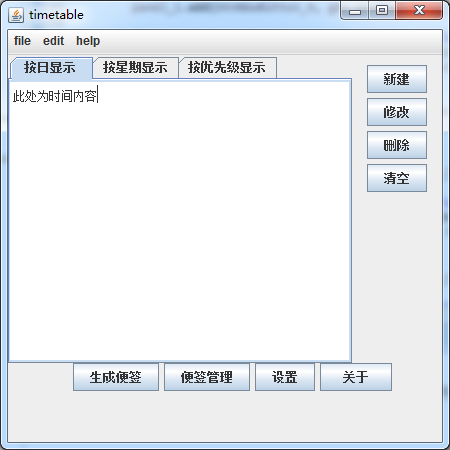 timetable
file edit help
按日显示 按星期显示 按优先级显示
新建
此处为时间内容
修改
删除
清空
生成便签 便签管理 设置 关于